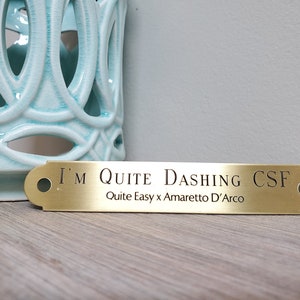 I'm Quite Dashing CSF
Quite Easy x Amaretto D'Arco